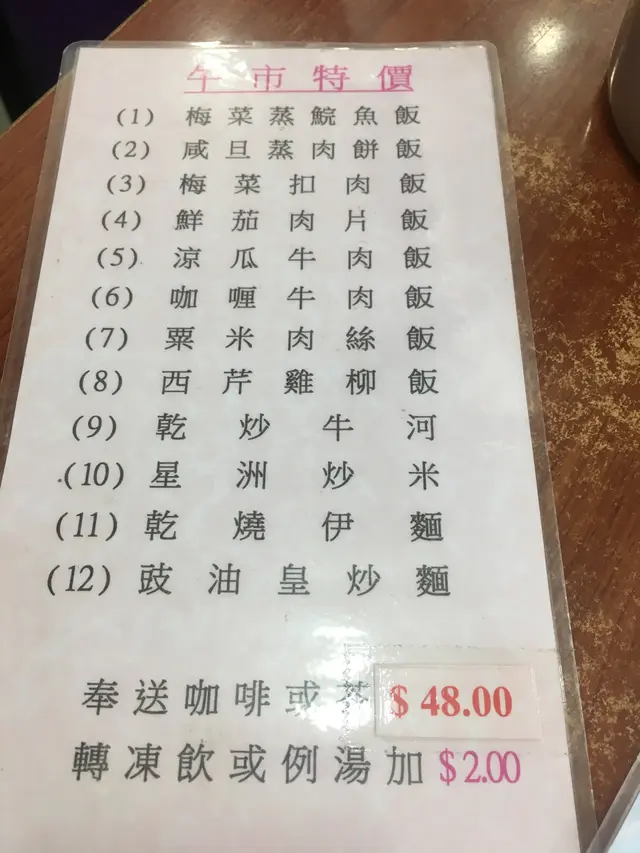 午市特價
(1) 梅菜蒸鯇魚飯
(2) 咸旦蒸肉餅飯
(3) 梅菜扣肉飯
(4) 鮮茄肉片飯
(5) 涼瓜牛肉飯
(6) 咖喱牛肉飯
(7) 粟米肉絲飯
(8) 西芹雞柳飯
(9) 乾炒牛河
(10) 星洲炒米
(11) 乾燒伊麵
(12) 豉油皇炒麵
奉送咖啡或茶 $48.00
轉凍飲或例湯加 $2.00